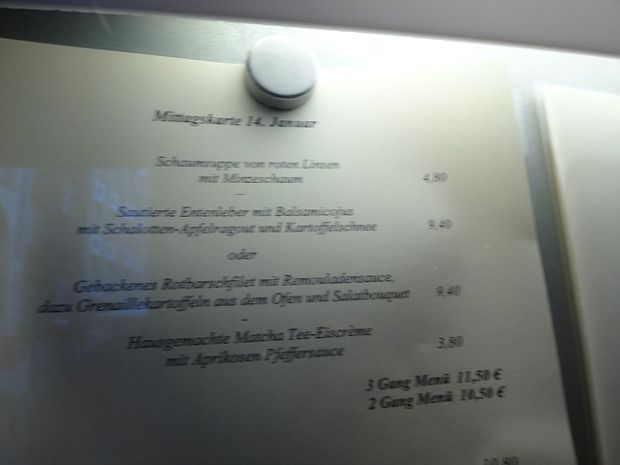 Mittagskarte 14. Januar
Schaumsuppe von roten Linsen
mit Minzeschaum 4,80
–
Sautierte Entenleber mit Balsamicojus
mit Schalotten-Apfelragout und Kartoffelschnee 9,40
oder
Gebackenes Rotbarschfilet mit Remouladensauce,
dazu Grenaillekartoffeln aus dem Ofen und Salatbouquet 9,40
-
Hausgemachte Matcha Tee-Eiscrème 3,80
mit Aprikosen Pfeffersauce
3 Gang Menü 11,50 €
2 Gang Menü 10,50 €